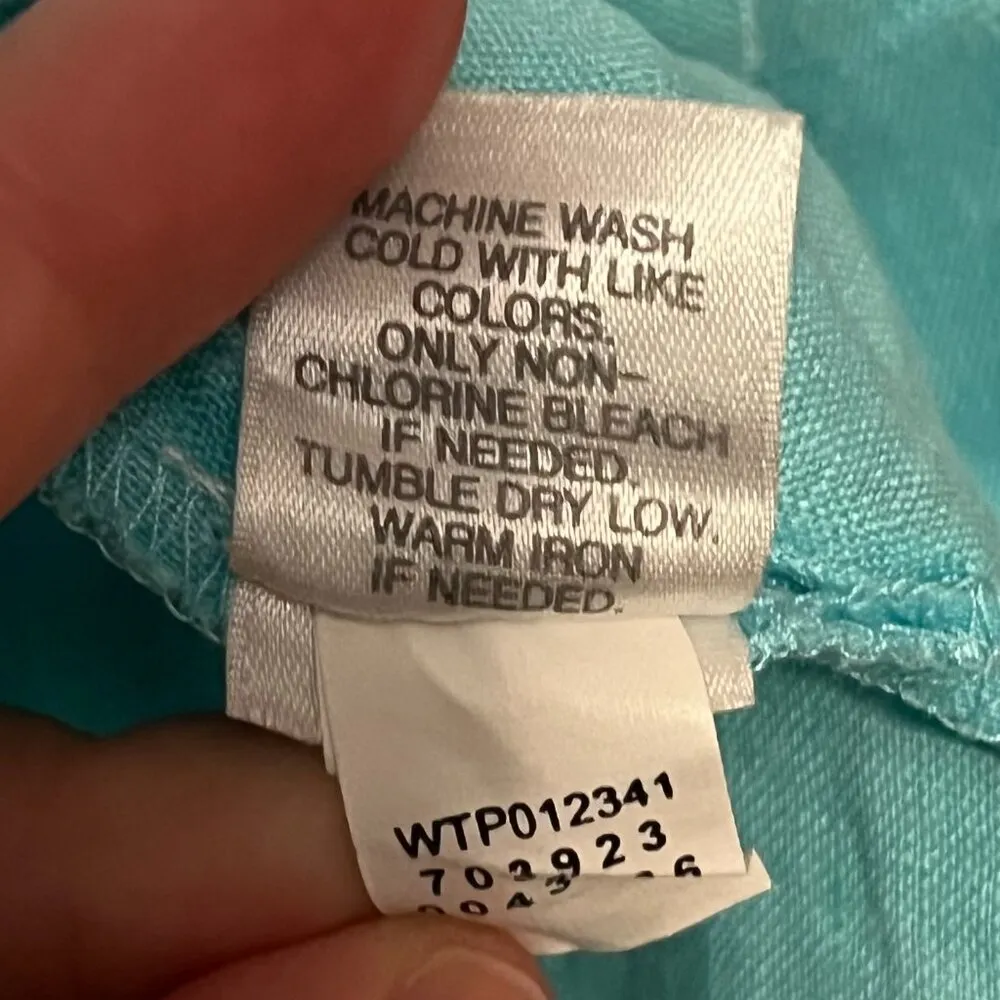 MACHINE WASH
COLD WITH LIKE
COLORS.
ONLY NON-
CHLORINE BLEACH
IF NEEDED.
TUMBLE DRY LOW.
WARM IRON
IF NEEDED.
WTP012341